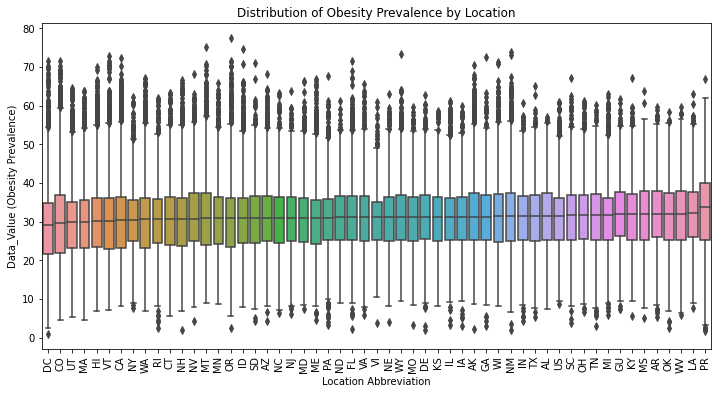 Distribution of Obesity Prevalence by Location
Data_Value (Obesity Prevalence)
80
70
60
50
40
30
20
10
0
DC CO UT MA HI VT CA NY WA RI CT NH NV MT MN OR ID SD AZ NC NJ MD ME PA ND FL VA VI NE WY MO DE KS IL IA AK GA WI NM IN TX AL US SC OH TN MI GU KY MS AR OK WV LA PR
Location Abbreviation